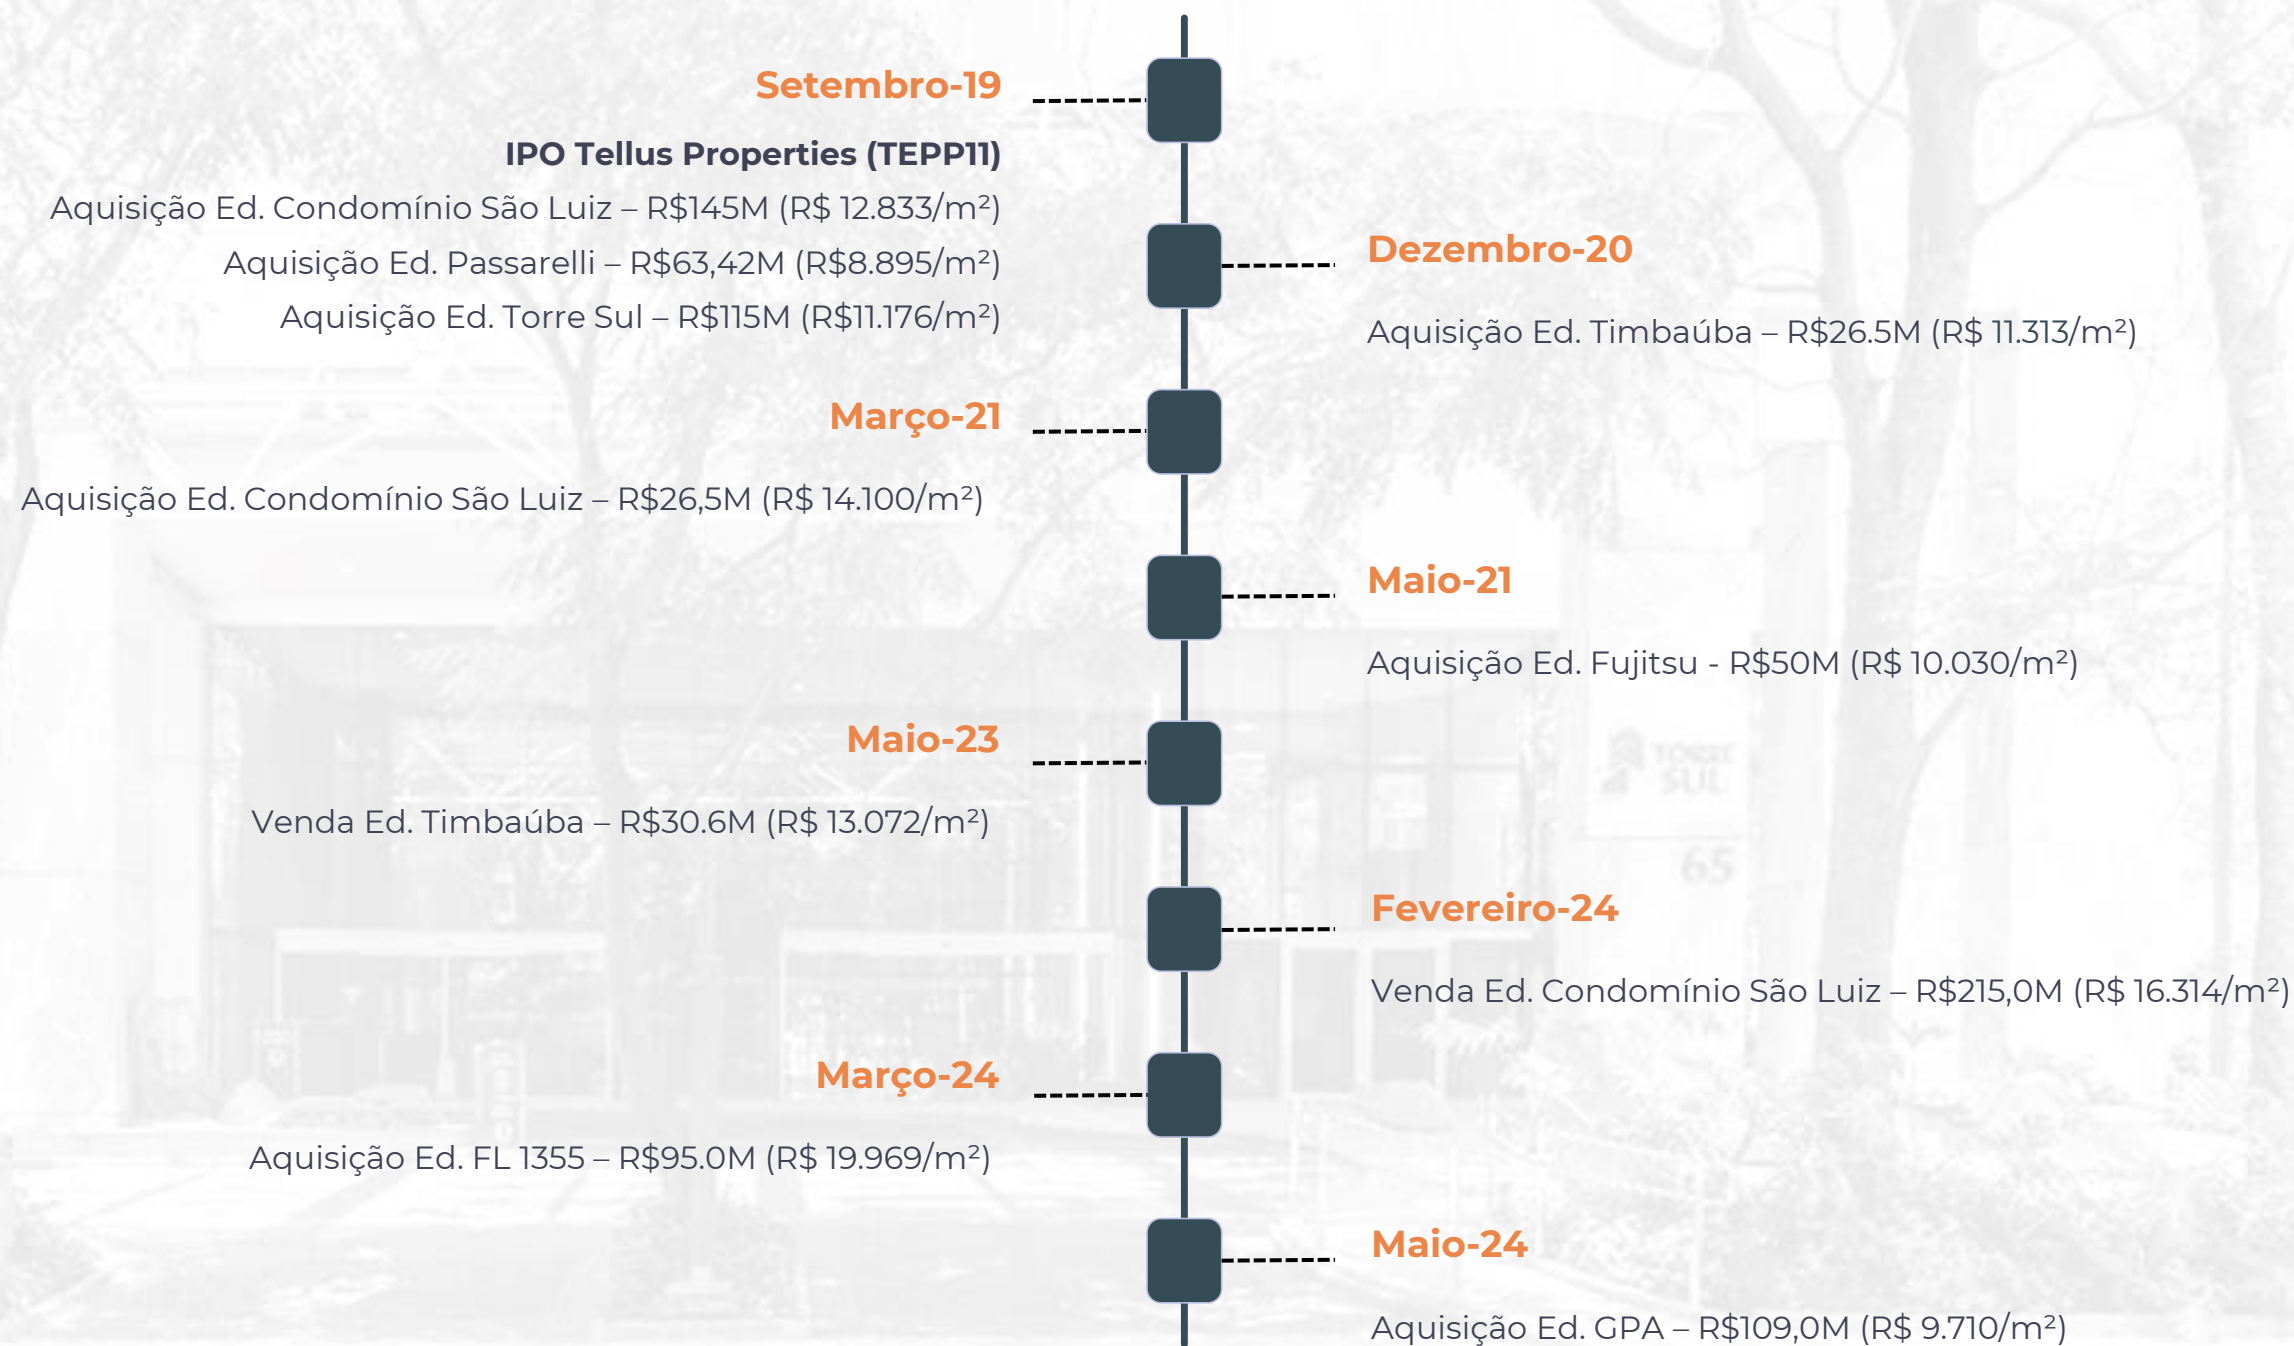 Setembro-19
IPO Tellus Properties (TEPP11)
Aquisição Ed. Condomínio São Luiz – R$145M (R$ 12.833/m²)
Aquisição Ed. Passarelli – R$63,42M (R$8.895/m²)
Aquisição Ed. Torre Sul – R$115M (R$11.176/m²)
Dezembro-20
Aquisição Ed. Timbaúba – R$26.5M (R$ 11.313/m²)
Março-21
Aquisição Ed. Condomínio São Luiz – R$26,5M (R$ 14.100/m²)
Maio-21
Aquisição Ed. Fujitsu - R$50M (R$ 10.030/m²)
TORRE
SUL
65
Maio-23
Venda Ed. Timbaúba – R$30.6M (R$ 13.072/m²)
Fevereiro-24
Venda Ed. Condomínio São Luiz – R$215,0M (R$ 16.314/m²)
Março-24
Aquisição Ed. FL 1355 – R$95.0M (R$ 19.969/m²)
Maio-24
Aquisição Ed. GPA – R$109,0M (R$ 9.710/m²)